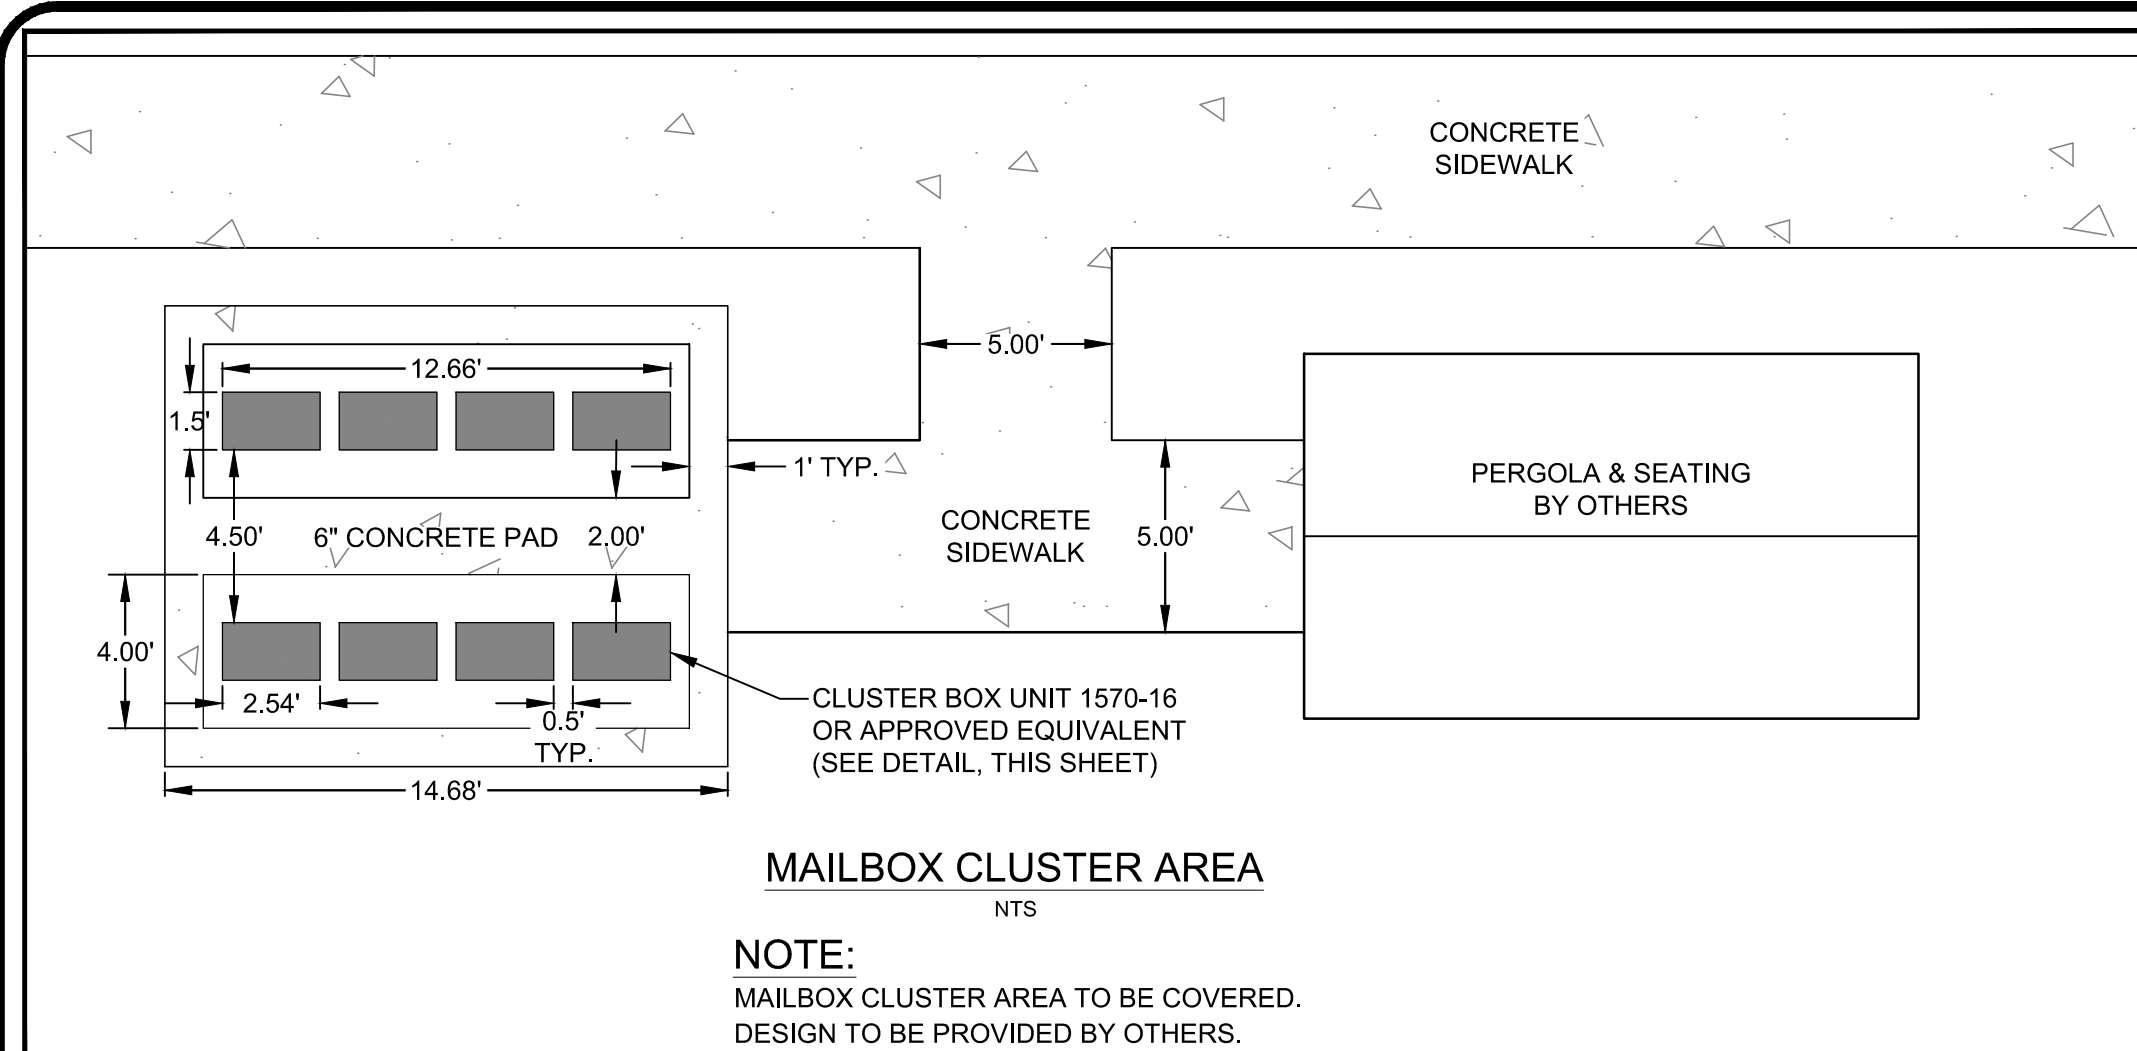 CONCRETE
SIDEWALK
5.00'
12.66'
1.5'
1' TYP.
PERGOLA & SEATING
BY OTHERS
4.50'
6" CONCRETE PAD
2.00'
CONCRETE
SIDEWALK
5.00'
4.00'
2.54'
0.5'
TYP.
CLUSTER BOX UNIT 1570-16
OR APPROVED EQUIVALENT
(SEE DETAIL, THIS SHEET)
14.68'
MAILBOX CLUSTER AREA
NTS
NOTE:
MAILBOX CLUSTER AREA TO BE COVERED.
DESIGN TO BE PROVIDED BY OTHERS.